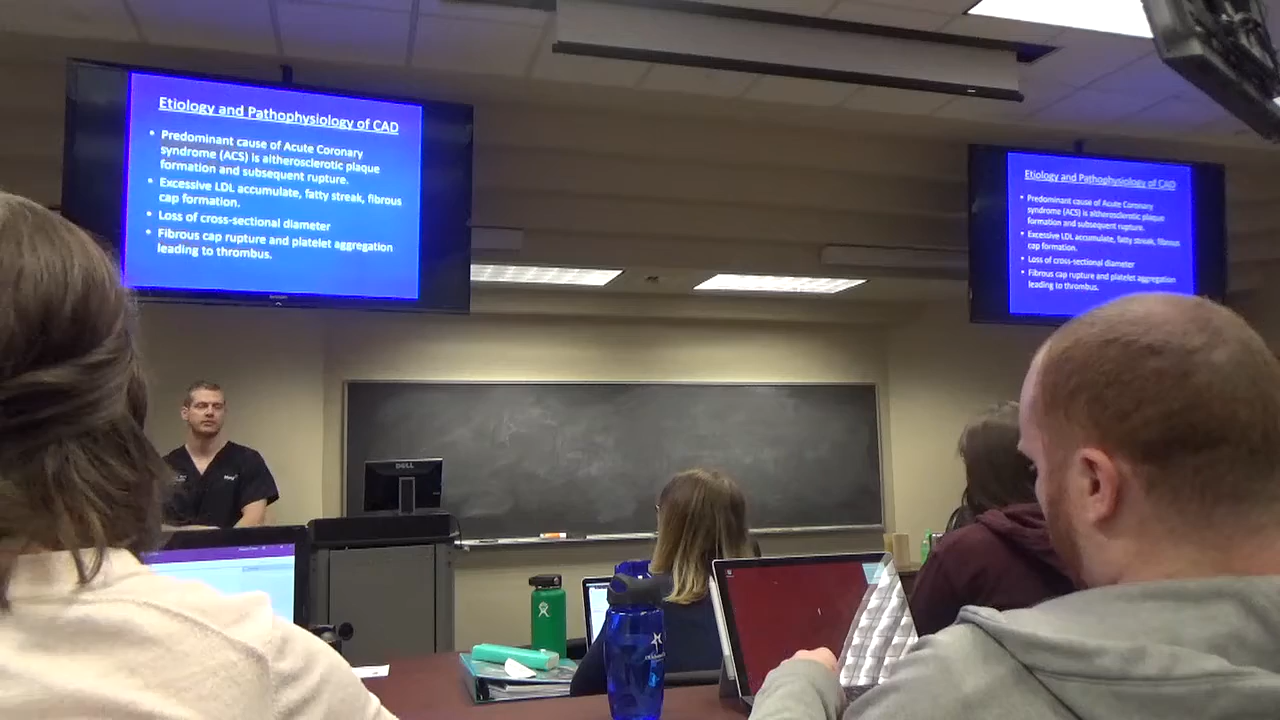 Etiology and Pathophysiology of CAD
• Predominant cause of Acute Coronary
syndrome (ACS) is altherosclerotic plaque
formation and subsequent rupture.
• Excessive LDL accumulate, fatty streak, fibrous
cap formation.
• Loss of cross-sectional diameter
• Fibrous cap rupture and platelet aggregation
leading to thrombus.
Etiology and Pathophysiology of CAD
• Predominant cause of Acute Coronary
syndrome (ACS) is altherosclerotic plaque
formation and subsequent rupture.
• Excessive LDL accumulate, fatty streak, fibrous
cap formation.
• Loss of cross-sectional diameter
• Fibrous cap rupture and platelet aggregation
leading to thrombus.
DELL